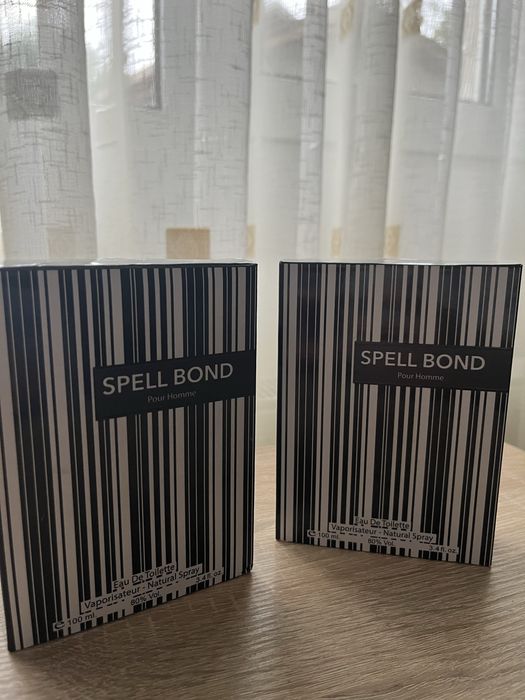 SPELL BOND
Pour Homme
Eau De Toilette
Vaporisateur - Natural Spray
80% Vol
℮ 100 ml 3.4 fl. oz.
SPELL BOND
Pour Homme
Eau De Toilette
Vaporisateur - Natural Spray
80% Vol
℮ 100 ml 3.4 fl. oz.